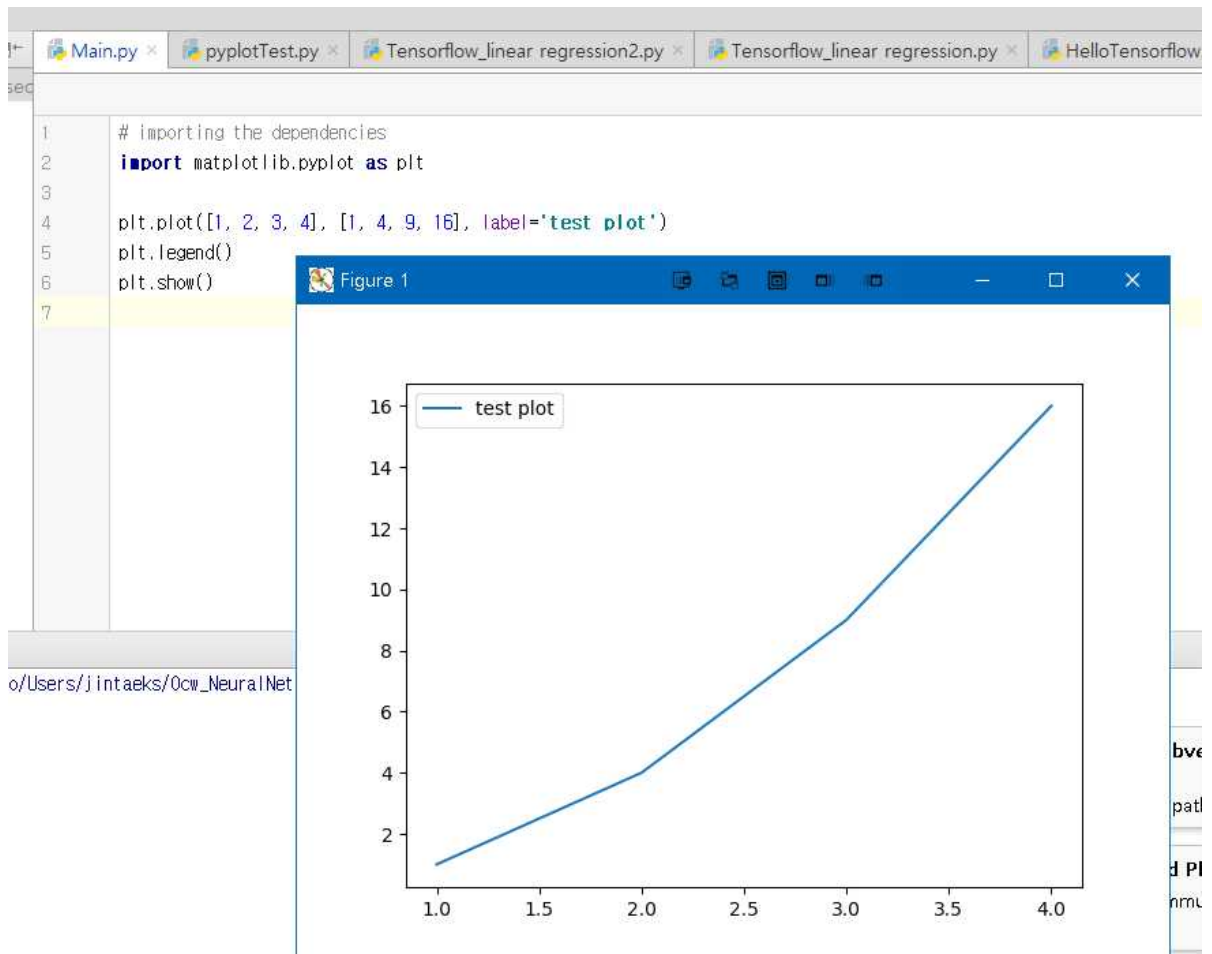 Main.py pyplotTest.py Tensorflow_linear regression2.py Tensorflow_linear regression.py HelloTensorflow
1 # importing the dependencies
2 import matplotlib.pyplot as plt
3
4 plt.plot([1, 2, 3, 4], [1, 4, 9, 16], label='test plot')
5 plt.legend()
6 plt.show()
7
Figure 1
test plot
16
14
12
10
8
6
4
2
1.0 1.5 2.0 2.5 3.0 3.5 4.0
o/Users/jintaeks/Ocw_NeuralNet